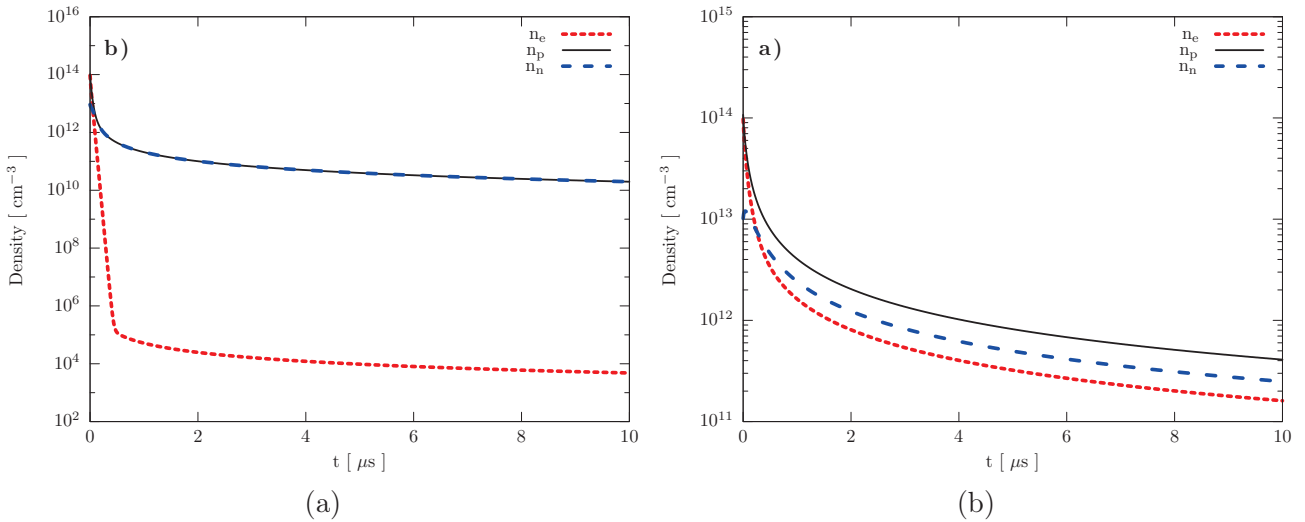 10^16
10^14
10^12
10^10
10^8
10^6
10^4
10^2
Density [ cm^−3 ]
b)
n_e
n_p
n_n
0 2 4 6 8 10
t [ μs ]
(a)
10^15
10^14
10^13
10^12
10^11
Density [ cm^−3 ]
a)
n_e
n_p
n_n
0 2 4 6 8 10
t [ μs ]
(b)